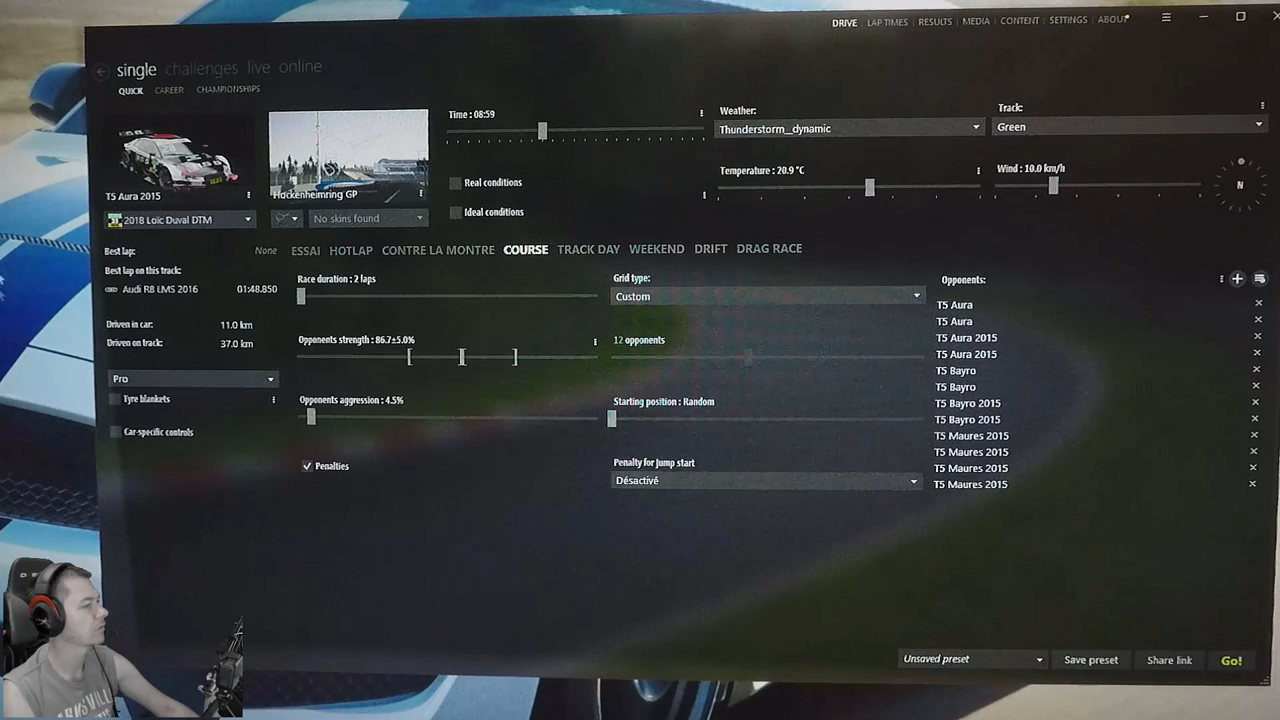 DRIVE LAP TIMES RESULTS MEDIA CONTENT SETTINGS ABOUT
single challenges live online
QUICK CAREER CHAMPIONSHIPS
Time : 08:59
Weather:
Thunderstorm_dynamic
Track:
Green
Real conditions
Ideal conditions
Temperature : 20.9 °C
Wind : 10.0 km/h
N
T5 Aura 2015
Hockenheimring GP
2018 Loïc Duval DTM
No skins found
ESSAI HOTLAP CONTRE LA MONTRE COURSE TRACK DAY WEEKEND DRIFT DRAG RACE
Best lap: None
Best lap on this track:
Audi R8 LMS 2016 01:48.850
Driven in car: 11.0 km
Driven on track: 37.0 km
Pro
Tyre blankets
Car-specific controls
Race duration : 2 laps
Opponents strength : 86.7±5.0%
Opponents aggression : 4.5%
Penalties
Grid type:
Custom
12 opponents
Starting position : Random
Penalty for jump start
Désactivé
Opponents:
T5 Aura
T5 Aura
T5 Aura 2015
T5 Aura 2015
T5 Bayro
T5 Bayro
T5 Bayro 2015
T5 Bayro 2015
T5 Maures 2015
T5 Maures 2015
T5 Maures 2015
T5 Maures 2015
Unsaved preset
Save preset
Share link
Go!